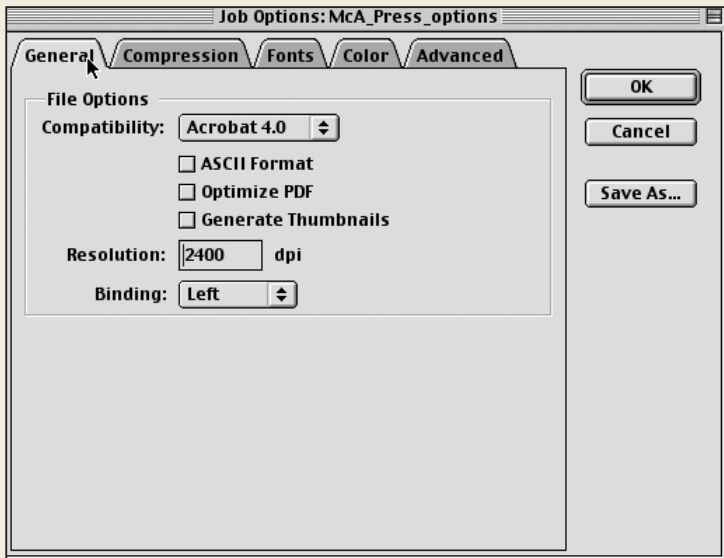 Job Options: McA_Press_options
General Compression Fonts Color Advanced
File Options
Compatibility: Acrobat 4.0
ASCII Format
Optimize PDF
Generate Thumbnails
Resolution: 2400 dpi
Binding: Left
OK
Cancel
Save As...